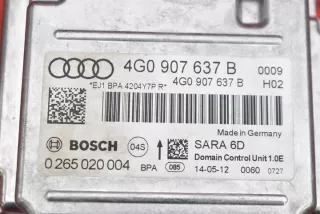 4G0 907 637 B 0009
*EJ1 BPA 4204Y7P R* 4G0 907 637 B H02
Made in Germany
BOSCH 04S SARA 6D
Domain Control Unit 1.0E
0.265.020.004 BPA 085 14-05-12 0060 0727